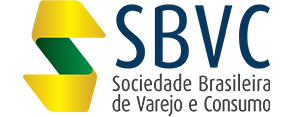 SBVC
Sociedade Brasileira
de Varejo e Consumo